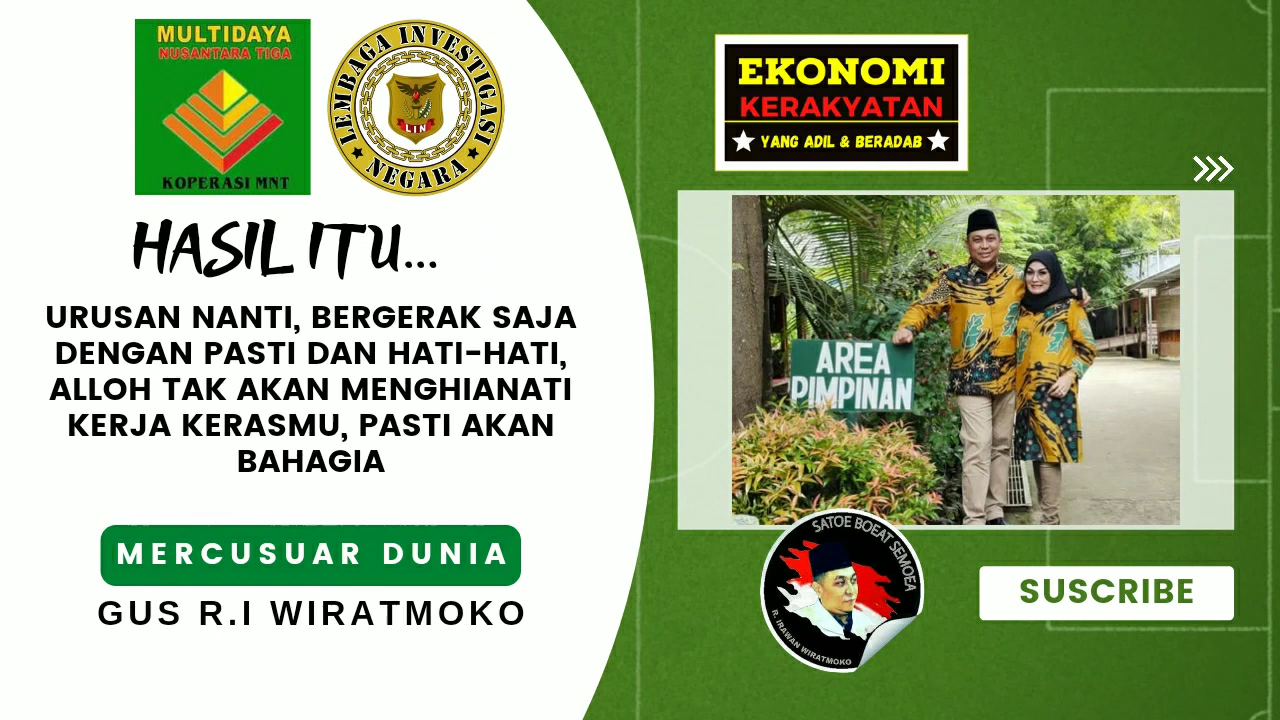 MULTIDAYA
NUSANTARA TIGA
KOPERASI MNT
LEMBAGA INVESTIGASI
NEGARA
LIN
HASIL ITU...
URUSAN NANTI, BERGERAK SAJA
DENGAN PASTI DAN HATI-HATI,
ALLOH TAK AKAN MENGHIANATI
KERJA KERASMU, PASTI AKAN
BAHAGIA
MERCUSUAR DUNIA
GUS R.I WIRATMOKO
EKONOMI
KERAKYATAN
YANG ADIL & BERADAB
AREA
PIMPINAN
SATOE BOEAT SEMOEA
R. IRAWAN WIRATMOKO
SUSCRIBE